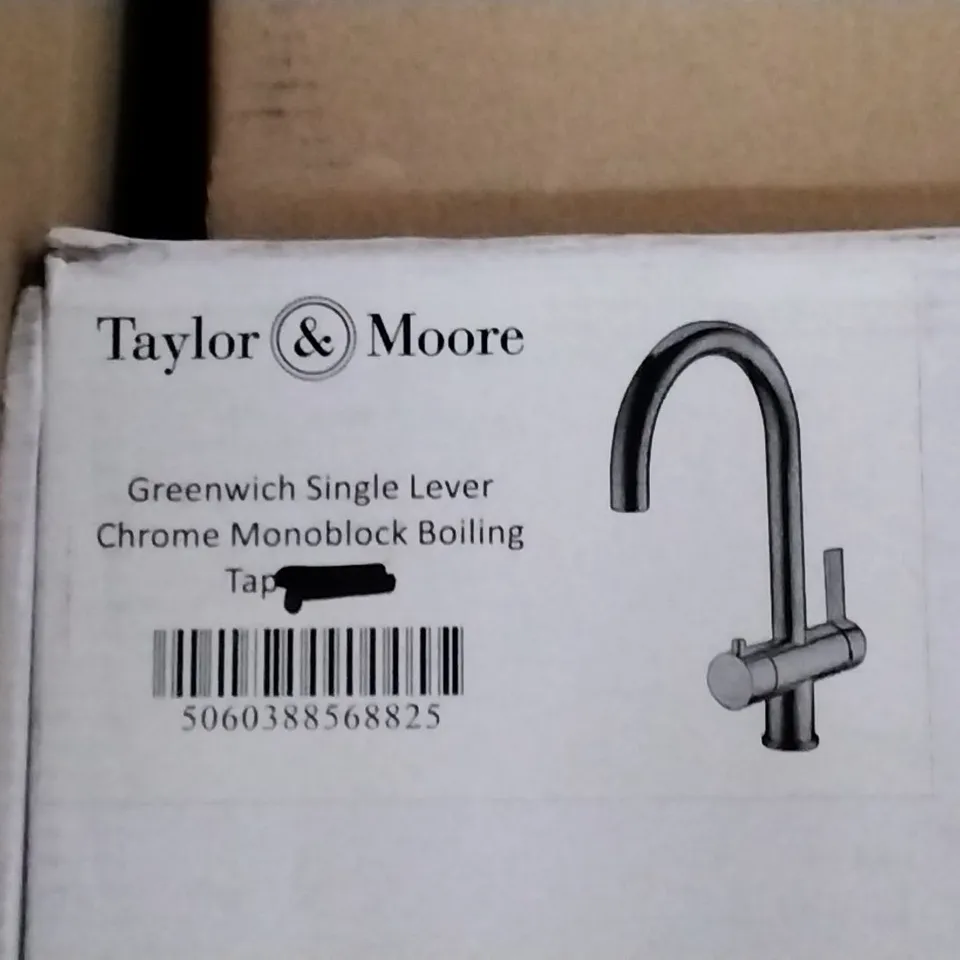 Taylor & Moore
Greenwich Single Lever
Chrome Monoblock Boiling
Tap
5060388568825